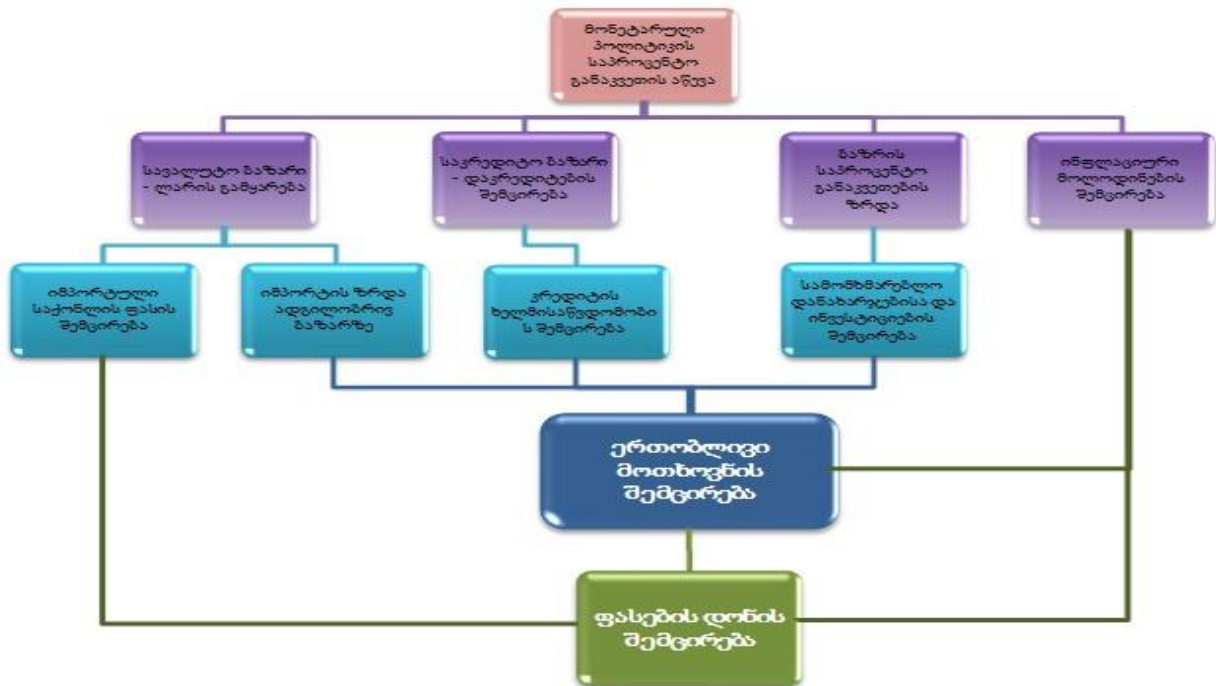 მონეტარული
პოლიტიკის
საპროცენტო
განაკვეთის აწევა
სავალუტო ბაზარი
- ლარის გამყარება
საკრედიტო ბაზარი
- დაკრედიტების
შემცირება
ბაზრის
საპროცენტო
განაკვეთების
ზრდა
ინფლაციური
მოლოდინების
შემცირება
იმპორტული
საქონლის ფასის
შემცირება
იმპორტის ზრდა
ადგილობრივ
ბაზარზე
კრედიტის
ხელმისაწვდომობი
ს შემცირება
სამომხმარებლო
დანახარჯებისა და
ინვესტიციების
შემცირება
ერთობლივი
მოთხოვნის
შემცირება
ფასების დონის
შემცირება